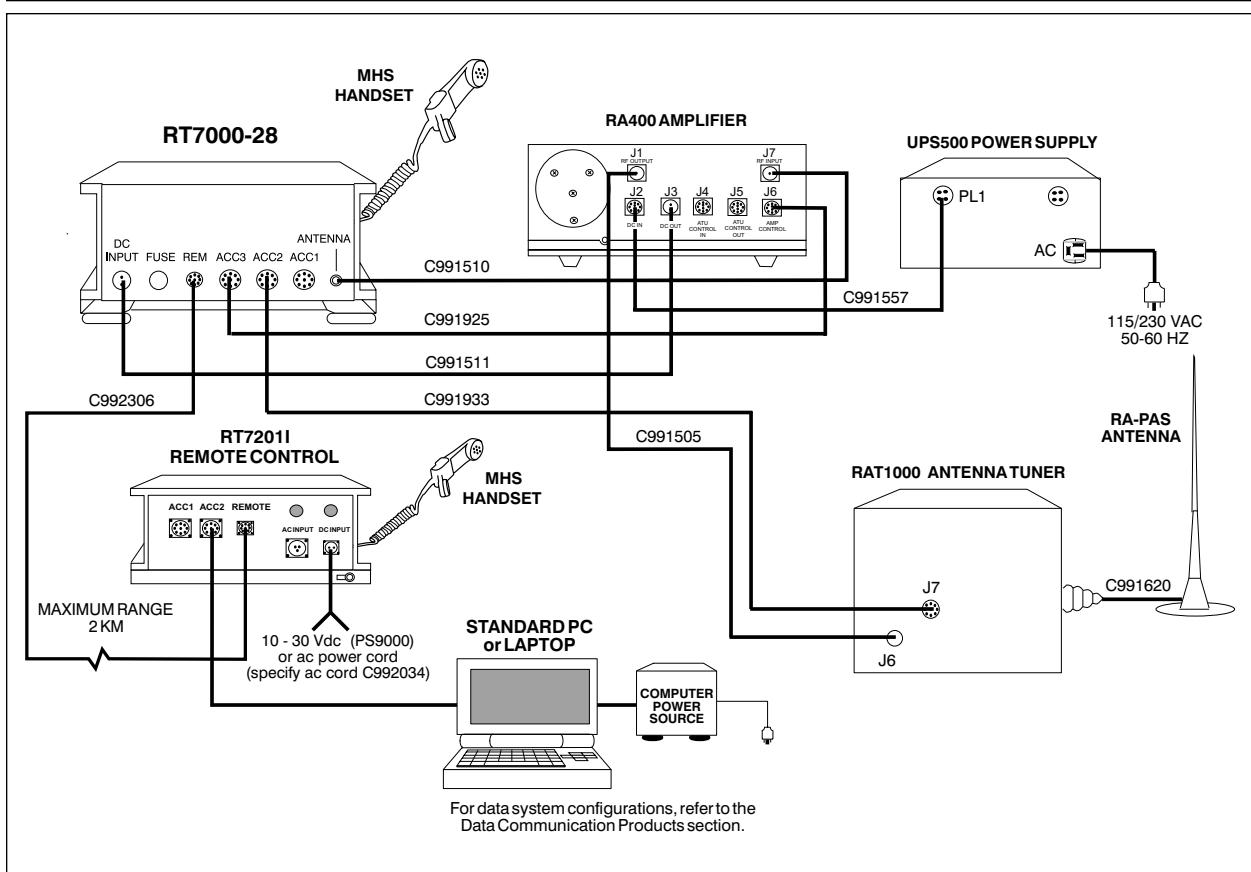 MHS
HANDSET
RT7000-28
DC
INPUT
FUSE
REM
ACC3
ACC2
ACC1
ANTENNA
RA400 AMPLIFIER
J1
RF OUTPUT
J7
RF INPUT
J2
DC IN
J3
DC OUT
J4
ATU
CONTROL
IN
J5
ATU
CONTROL
OUT
J6
AMP
CONTROL
UPS500 POWER SUPPLY
PL1
AC
115/230 VAC
50-60 HZ
C991510
C991557
C991925
C991511
C992306
C991933
C991505
RT7201I
REMOTE CONTROL
ACC1
ACC2
REMOTE
AC INPUT
DC INPUT
MHS
HANDSET
MAXIMUM RANGE
2 KM
10 - 30 Vdc (PS9000)
or ac power cord
(specify ac cord C992034)
STANDARD PC
or LAPTOP
COMPUTER
POWER
SOURCE
For data system configurations, refer to the
Data Communication Products section.
RAT1000 ANTENNA TUNER
J7
J6
C991620
RA-PAS
ANTENNA